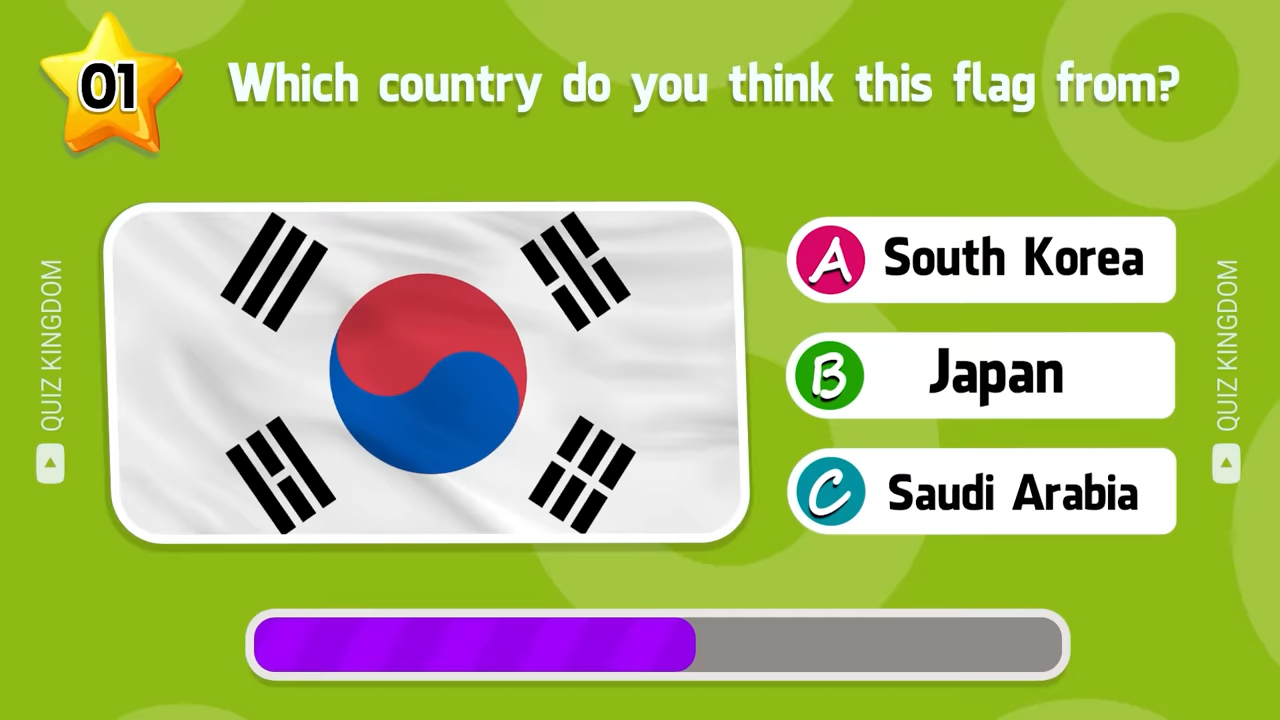 01
Which country do you think this flag from?
A South Korea
B Japan
C Saudi Arabia
QUIZ KINGDOM
QUIZ KINGDOM